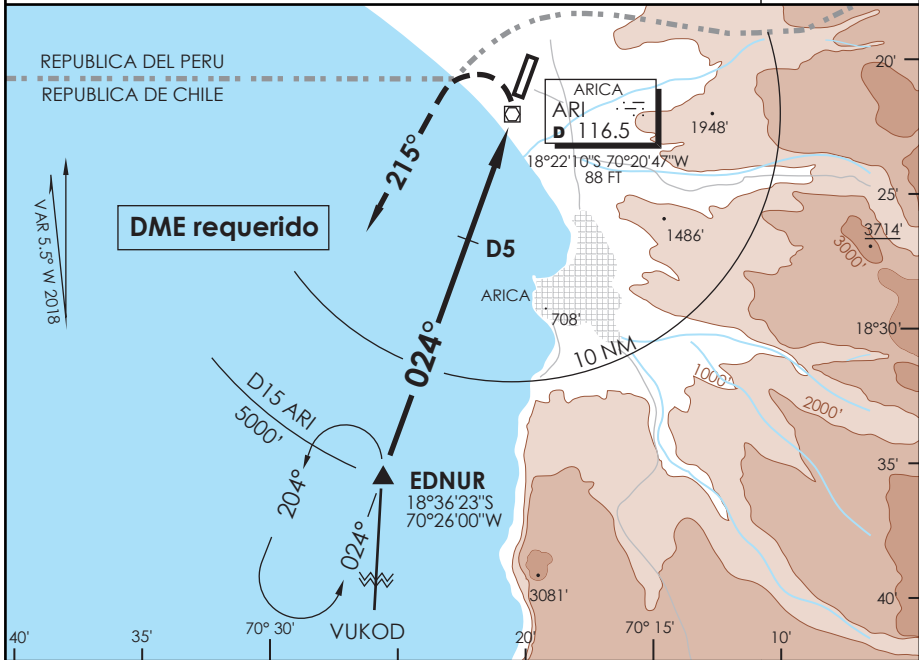 REPUBLICA DEL PERU
REPUBLICA DE CHILE
20'
ARICA
ARI
D 116.5
18°22'10"S 70°20'47"W
88 FT
1948'
215°
VAR 5.5° W 2018
DME requerido
25'
1486'
3714'
3000'
D5
ARICA
708'
18°30'
10 NM
024°
1000'
2000'
D15 ARI
5000'
35'
EDNUR
18°36'23"S
70°26'00"W
204°
024°
3081'
40'
VUKOD
40'
35'
70° 30'
20'
70° 15'
10'